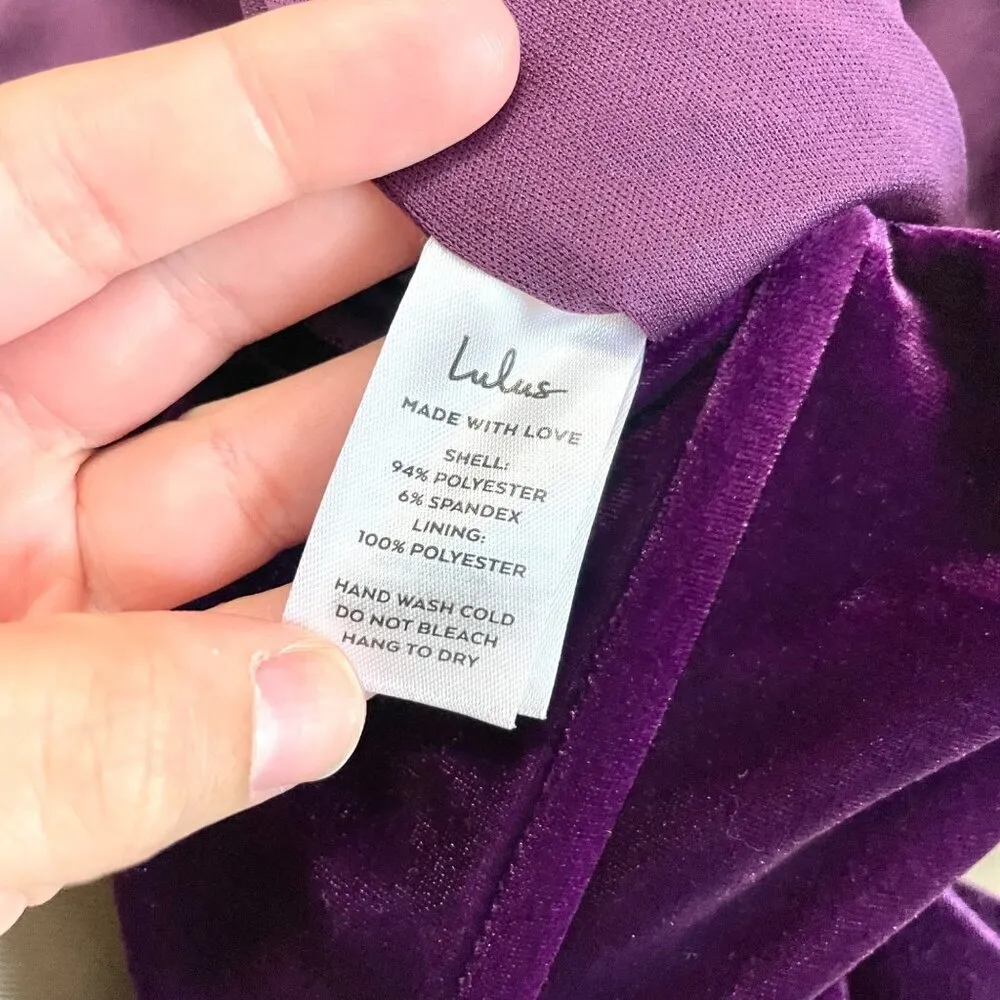 Lulus
MADE WITH LOVE
SHELL:
94% POLYESTER
6% SPANDEX
LINING:
100% POLYESTER
HAND WASH COLD
DO NOT BLEACH
HANG TO DRY